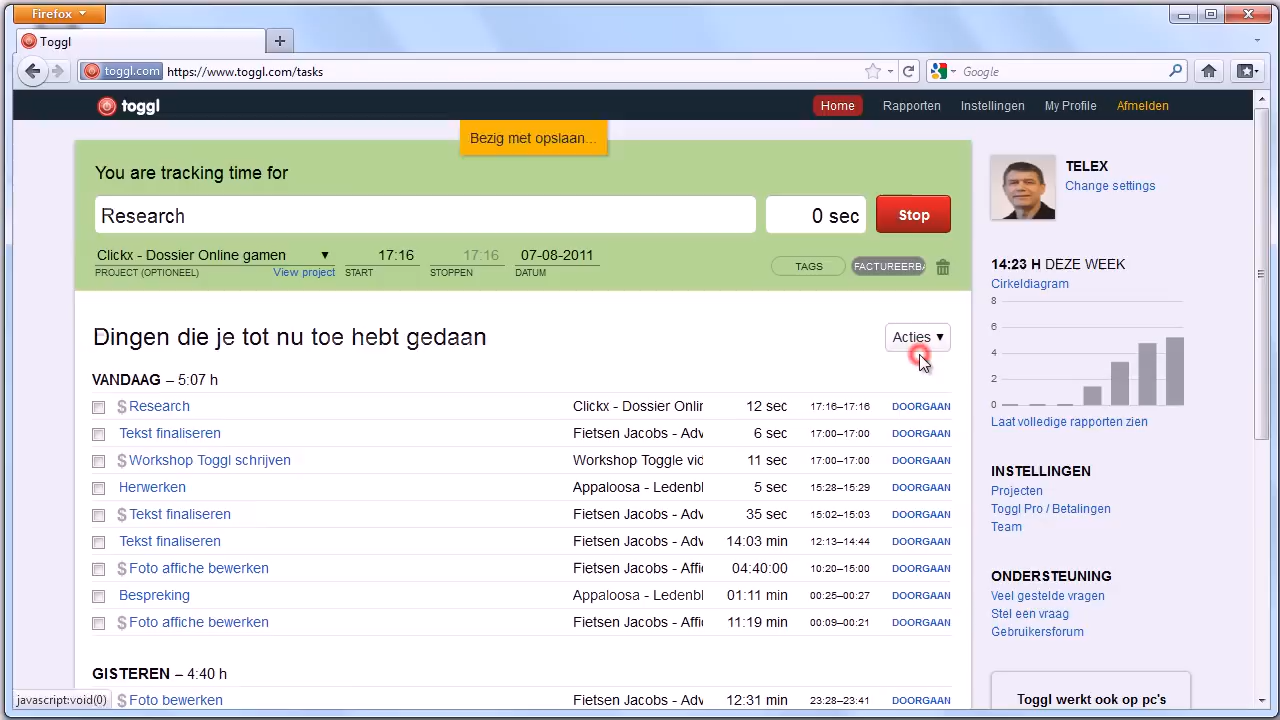 Firefox
Toggl
toggl.com https://www.toggl.com/tasks
Google
toggl
Home Rapporten Instellingen My Profile Afmelden
Bezig met opslaan...
You are tracking time for
Research 0 sec Stop
Clickx - Dossier Online gamen 17:16 17:16 07-08-2011
PROJECT (OPTIONEEL) View project START STOPPEN DATUM
TAGS FACTUREERBA
TELEX
Change settings
14:23 H DEZE WEEK
Cirkeldiagram
8
6
4
2
0
Laat volledige rapporten zien
Dingen die je tot nu toe hebt gedaan Acties
VANDAAG – 5:07 h
$ Research Clickx - Dossier Onlin 12 sec 17:16–17:16 DOORGAAN
Tekst finaliseren Fietsen Jacobs - Adv 6 sec 17:00–17:00 DOORGAAN
$ Workshop Toggl schrijven Workshop Toggle vid 11 sec 17:00–17:00 DOORGAAN
Herwerken Appaloosa - Ledenbl 5 sec 15:28–15:29 DOORGAAN
$ Tekst finaliseren Fietsen Jacobs - Adv 35 sec 15:02–15:03 DOORGAAN
Tekst finaliseren Fietsen Jacobs - Adv 14:03 min 12:13–14:44 DOORGAAN
$ Foto affiche bewerken Fietsen Jacobs - Affi 04:40:00 10:20–15:00 DOORGAAN
Bespreking Appaloosa - Ledenbl 01:11 min 00:25–00:27 DOORGAAN
$ Foto affiche bewerken Fietsen Jacobs - Affi 11:19 min 00:09–00:21 DOORGAAN
GISTEREN – 4:40 h
$ Foto bewerken Fietsen Jacobs - Adv 12:31 min 23:28–23:41 DOORGAAN
INSTELLINGEN
Projecten
Toggl Pro / Betalingen
Team
ONDERSTEUNING
Veel gestelde vragen
Stel een vraag
Gebruikersforum
Toggl werkt ook op pc's
javascript:void(0)